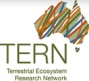 TERN
Terrestrial Ecosystem
Research Network